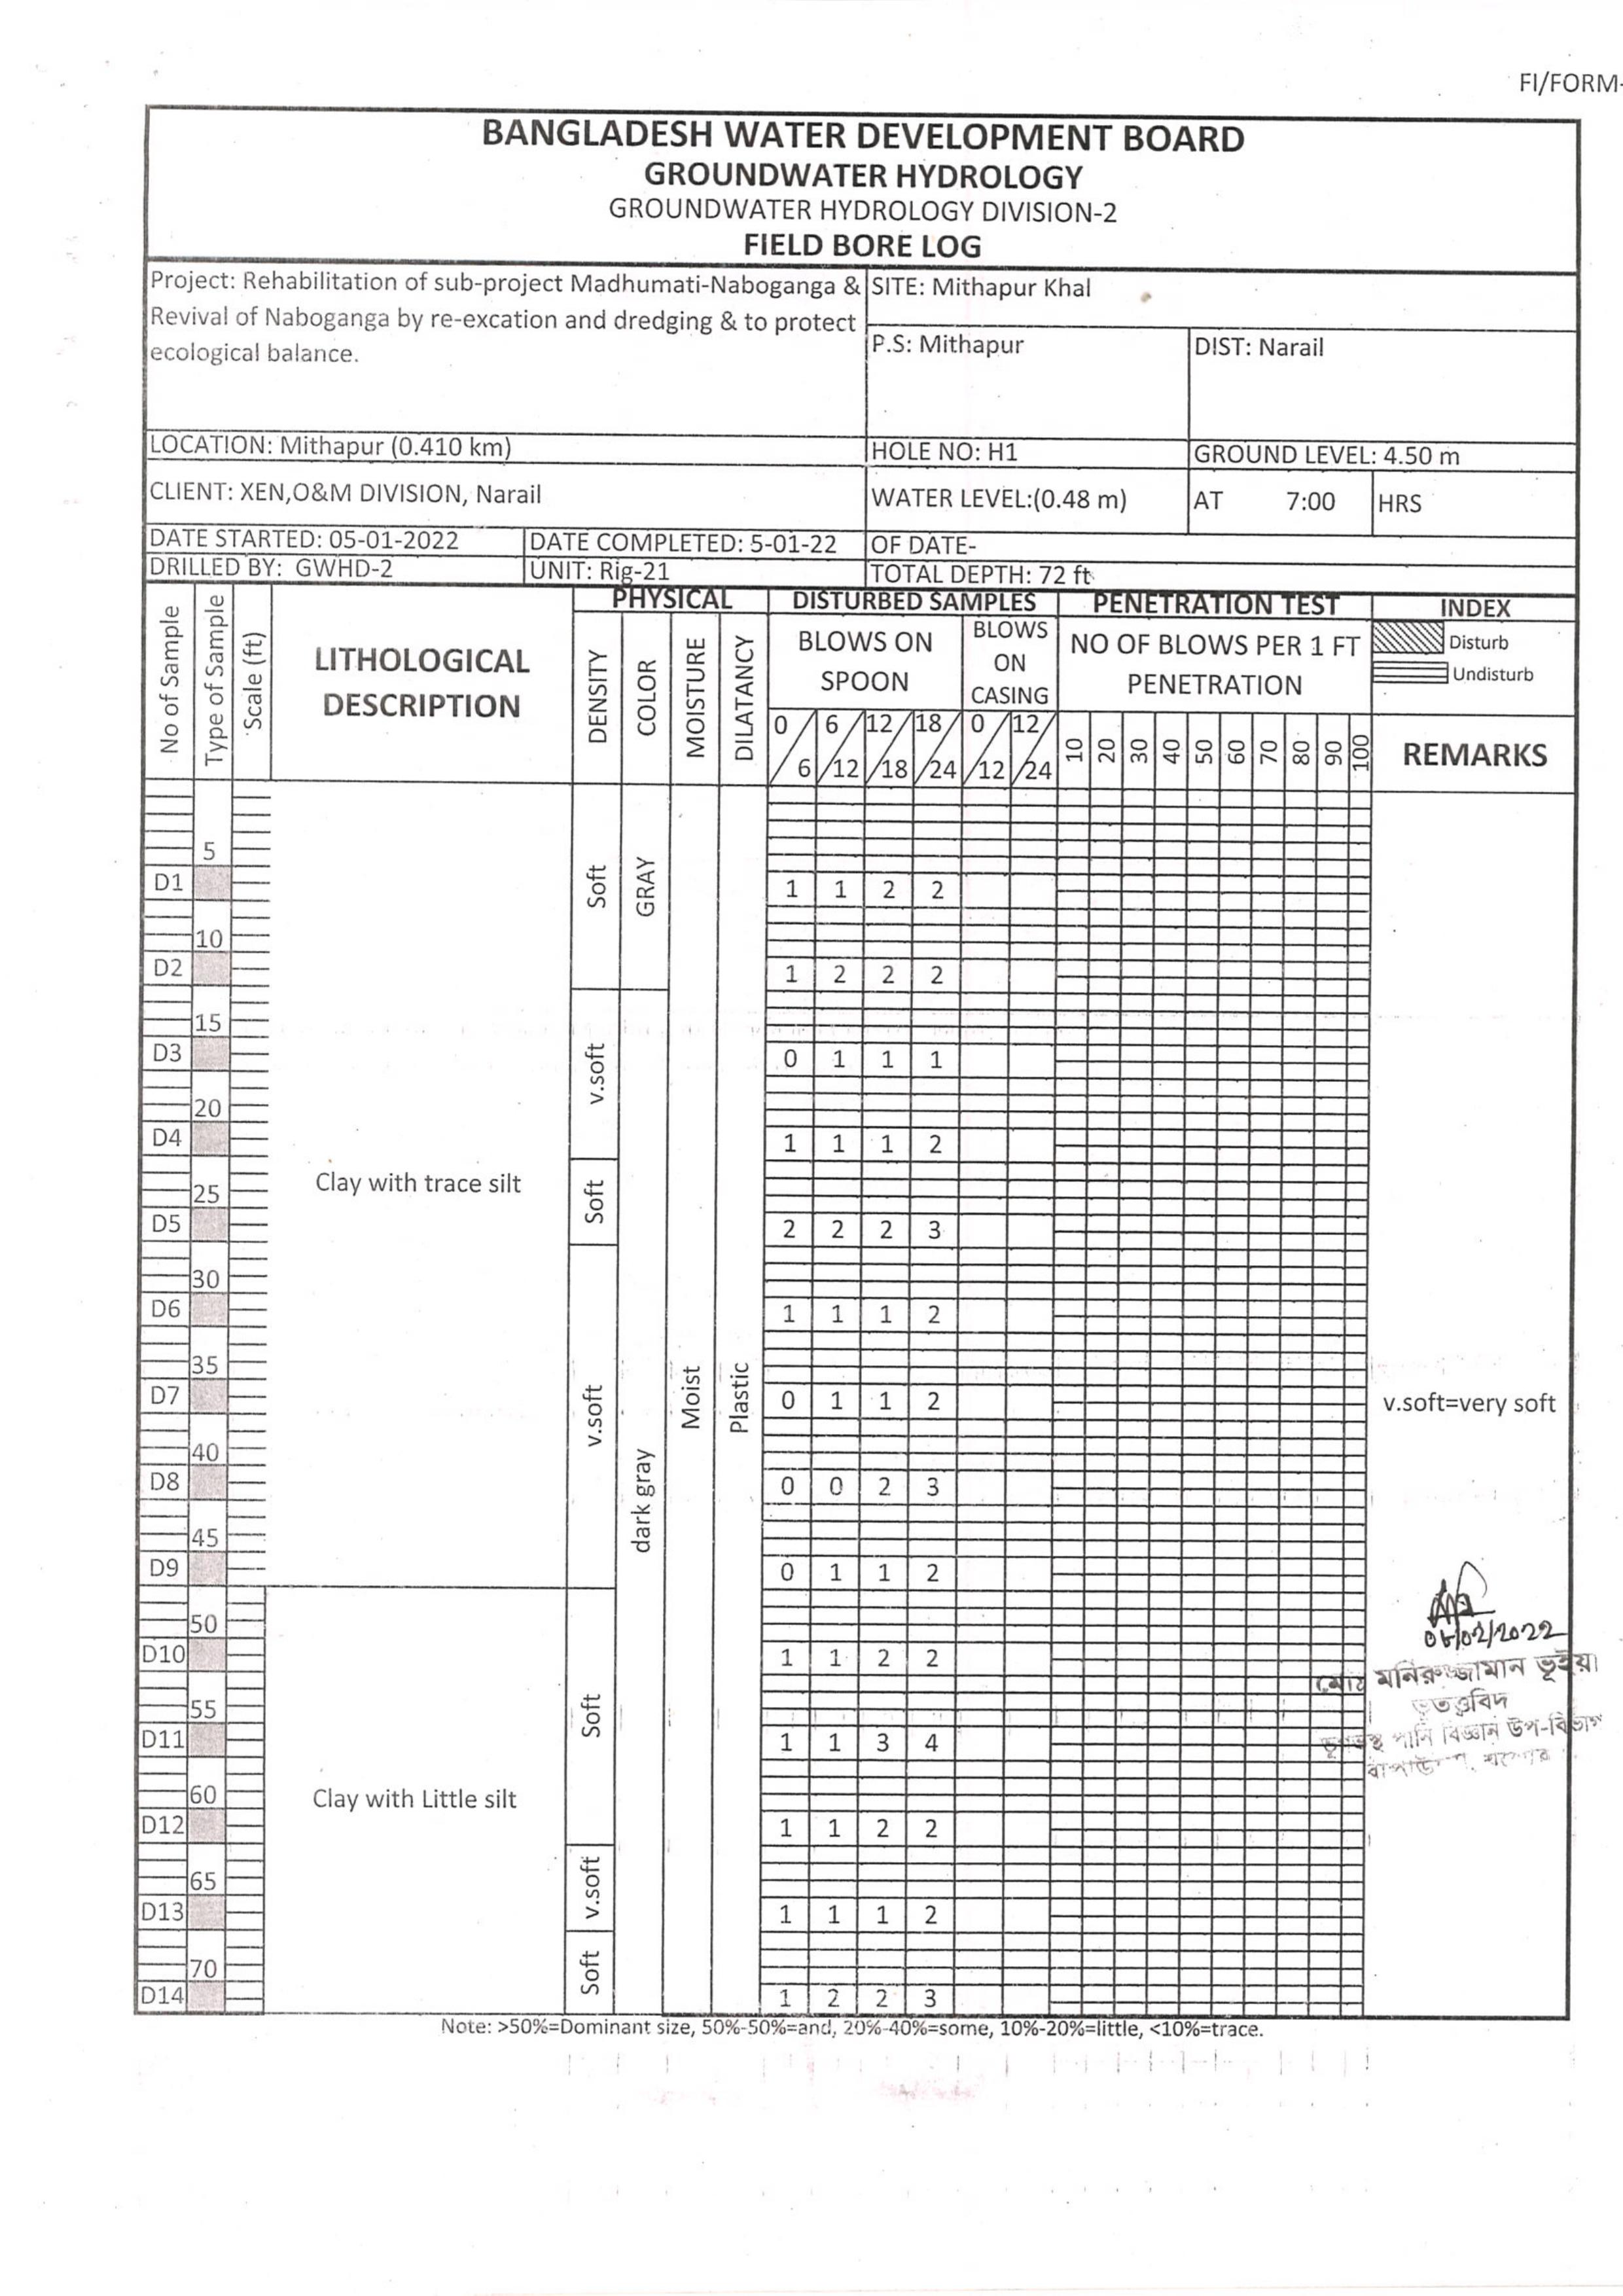 FI/FORM-
BANGLADESH WATER DEVELOPMENT BOARD
GROUNDWATER HYDROLOGY
GROUNDWATER HYDROLOGY DIVISION-2
FIELD BORE LOG
Project: Rehabilitation of sub-project Madhumati-Naboganga &
Revival of Naboganga by re-excation and dredging & to protect
ecological balance.
SITE: Mithapur Khal
P.S: Mithapur
DIST: Narail
LOCATION: Mithapur (0.410 km)
HOLE NO: H1
GROUND LEVEL: 4.50 m
CLIENT: XEN,O&M DIVISION, Narail
WATER LEVEL:(0.48 m)
AT 7:00 HRS
DATE STARTED: 05-01-2022
DATE COMPLETED: 5-01-22
OF DATE-
DRILLED BY: GWHD-2
UNIT: Rig-21
TOTAL DEPTH: 72 ft
No of Sample
Type of Sample
Scale (ft)
LITHOLOGICAL
DESCRIPTION
PHYSICAL
DENSITY
COLOR
MOISTURE
DILATANCY
DISTURBED SAMPLES
BLOWS ON
SPOON
BLOWS
ON
CASING
0/6 6/12 12/18 18/24 0/12 12/24
PENETRATION TEST
NO OF BLOWS PER 1 FT
PENETRATION
10 20 30 40 50 60 70 80 90 100
INDEX
Disturb
Undisturb
REMARKS
5
D1 1 1 2 2
Soft
GRAY
10
D2 1 2 2 2
15
D3 0 1 1 1
v.soft
20
D4 1 1 1 2
Clay with trace silt
25
Soft
D5 2 2 2 3
30
D6 1 1 1 2
35
D7 0 1 1 2
v.soft
Moist
Plastic
v.soft=very soft
40
D8 0 0 2 3
dark gray
45
D9 0 1 1 2
50
D10 1 1 2 2
55
Soft
D11 1 1 3 4
60
Clay with Little silt
D12 1 1 2 2
65
v.soft
D13 1 1 1 2
70
Soft
D14 1 2 2 3
02/2022
মোঃ মনিরুজ্জামান ভূইয়া
ভূতত্ত্ববিদ
পানি বিজ্ঞান উপ-বিভাগ
Note: >50%=Dominant size, 50%-50%=and, 20%-40%=some, 10%-20%=little, <10%=trace.